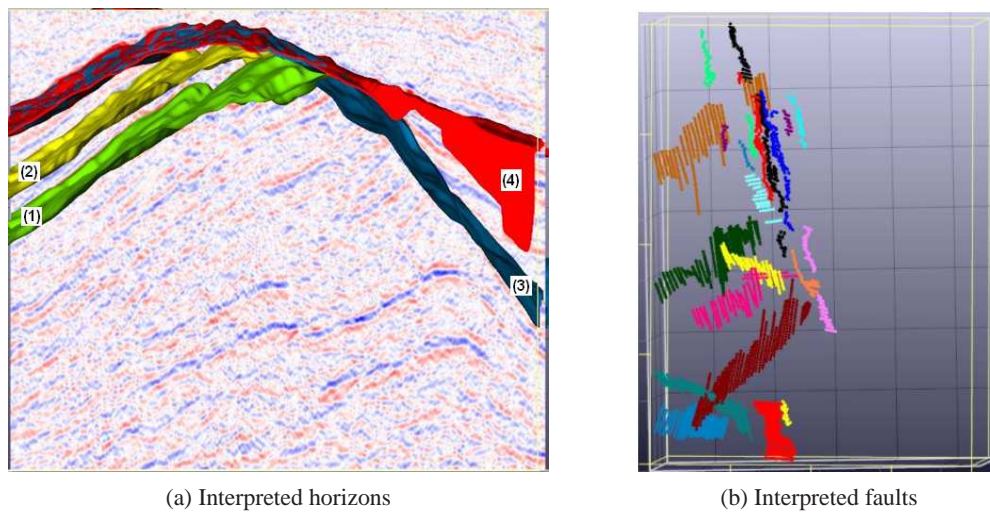 (2)
(1)
(4)
(3)
(a) Interpreted horizons
(b) Interpreted faults